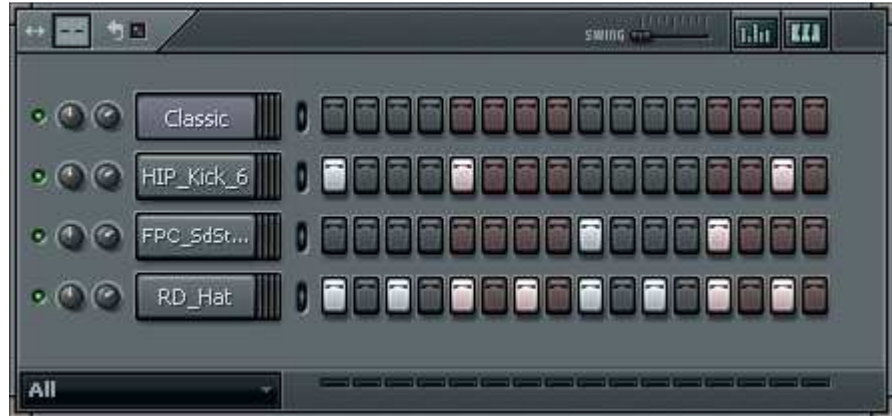 SWING
Classic
HIP_Kick_6
FPC_SdSt...
RD_Hat
All